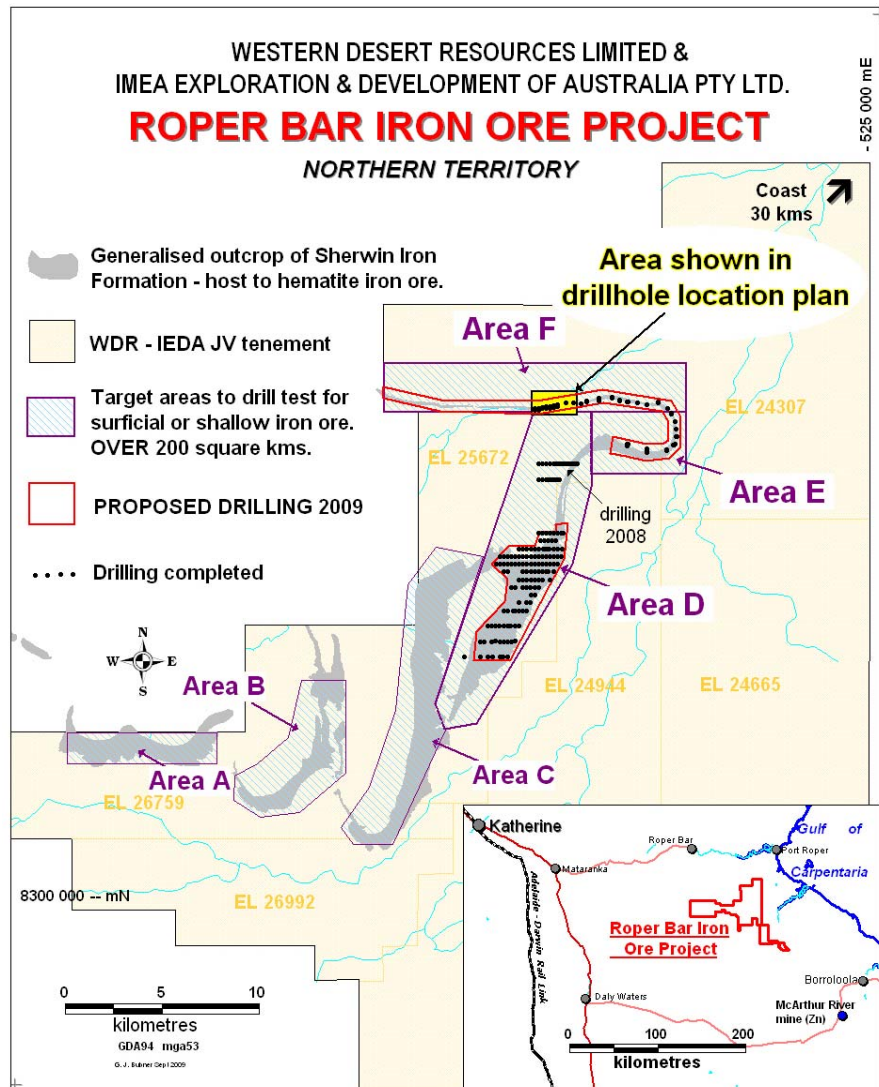 WESTERN DESERT RESOURCES LIMITED &
IMEA EXPLORATION & DEVELOPMENT OF AUSTRALIA PTY LTD.
ROPER BAR IRON ORE PROJECT
NORTHERN TERRITORY
- 525 000 mE
Coast
30 kms
Generalised outcrop of Sherwin Iron
Formation - host to hematite iron ore.
WDR - IEDA JV tenement
Target areas to drill test for
surficial or shallow iron ore.
OVER 200 square kms.
PROPOSED DRILLING 2009
Drilling completed
Area shown in
drillhole location plan
Area F
EL 24307
EL 25672
Area E
drilling
2008
Area D
N
W E
S
Area B
EL 24944
EL 24665
Area C
Area A
EL 26759
8300 000 -- mN
EL 26992
0 5 10
kilometres
GDA94 mga53
G.J. Bubner Sept 2009
Katherine
Roper Bar
Port Roper
Gulf of
Carpentaria
Mataranka
Adelaide - Darwin Rail Link
Roper Bar Iron
Ore Project
Borroloola
Daly Waters
McArthur River
mine (Zn)
0 100 200
kilometres